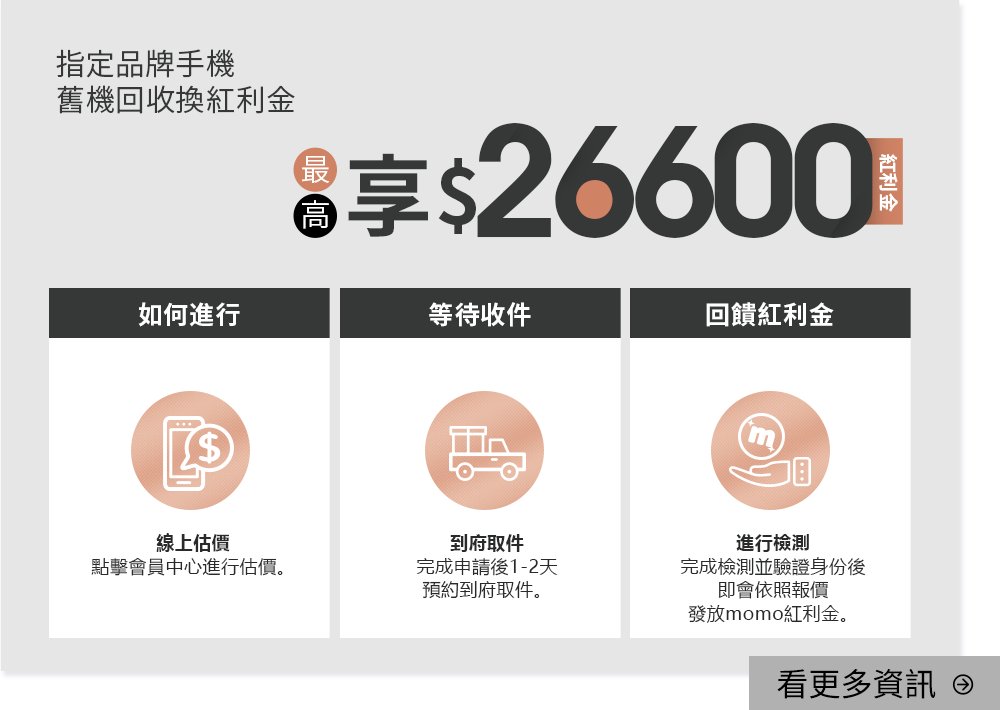 指定品牌手機
舊機回收換紅利金
最高享$26600紅利金
如何進行
等待收件
回饋紅利金
$
m
線上估價
點擊會員中心進行估價。
到府取件
完成申請後1-2天
預約到府取件。
進行檢測
完成檢測並驗證身份後
即會依照報價
發放momo紅利金。
看更多資訊